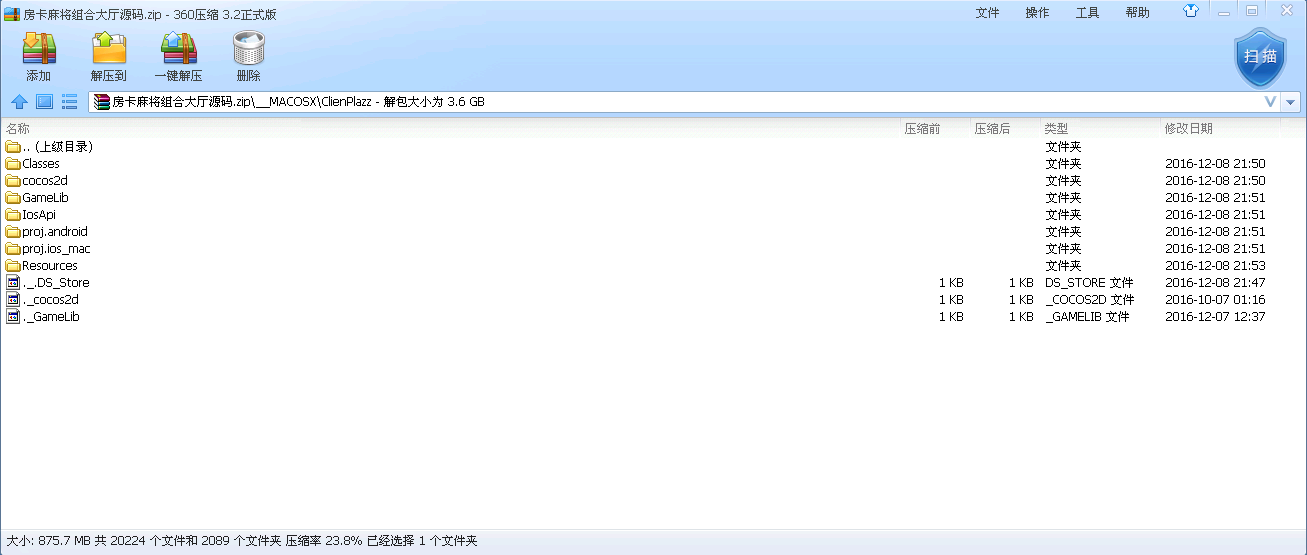 房卡麻将组合大厅源码.zip - 360压缩 3.2正式版 文件 操作 工具 帮助
添加 解压到 一键解压 删除 扫描
房卡麻将组合大厅源码.zip\__MACOSX\ClienPlazz - 解包大小为 3.6 GB
名称 压缩前 压缩后 类型 修改日期
.. (上级目录) 文件夹
Classes 文件夹 2016-12-08 21:50
cocos2d 文件夹 2016-12-08 21:50
GameLib 文件夹 2016-12-08 21:51
IosApi 文件夹 2016-12-08 21:51
proj.android 文件夹 2016-12-08 21:51
proj.ios_mac 文件夹 2016-12-08 21:51
Resources 文件夹 2016-12-08 21:53
._.DS_Store 1 KB 1 KB DS_STORE 文件 2016-12-08 21:47
._cocos2d 1 KB 1 KB _COCOS2D 文件 2016-10-07 01:16
._GameLib 1 KB 1 KB _GAMELIB 文件 2016-12-07 12:37
大小: 875.7 MB 共 20224 个文件和 2089 个文件夹 压缩率 23.8% 已经选择 1 个文件夹